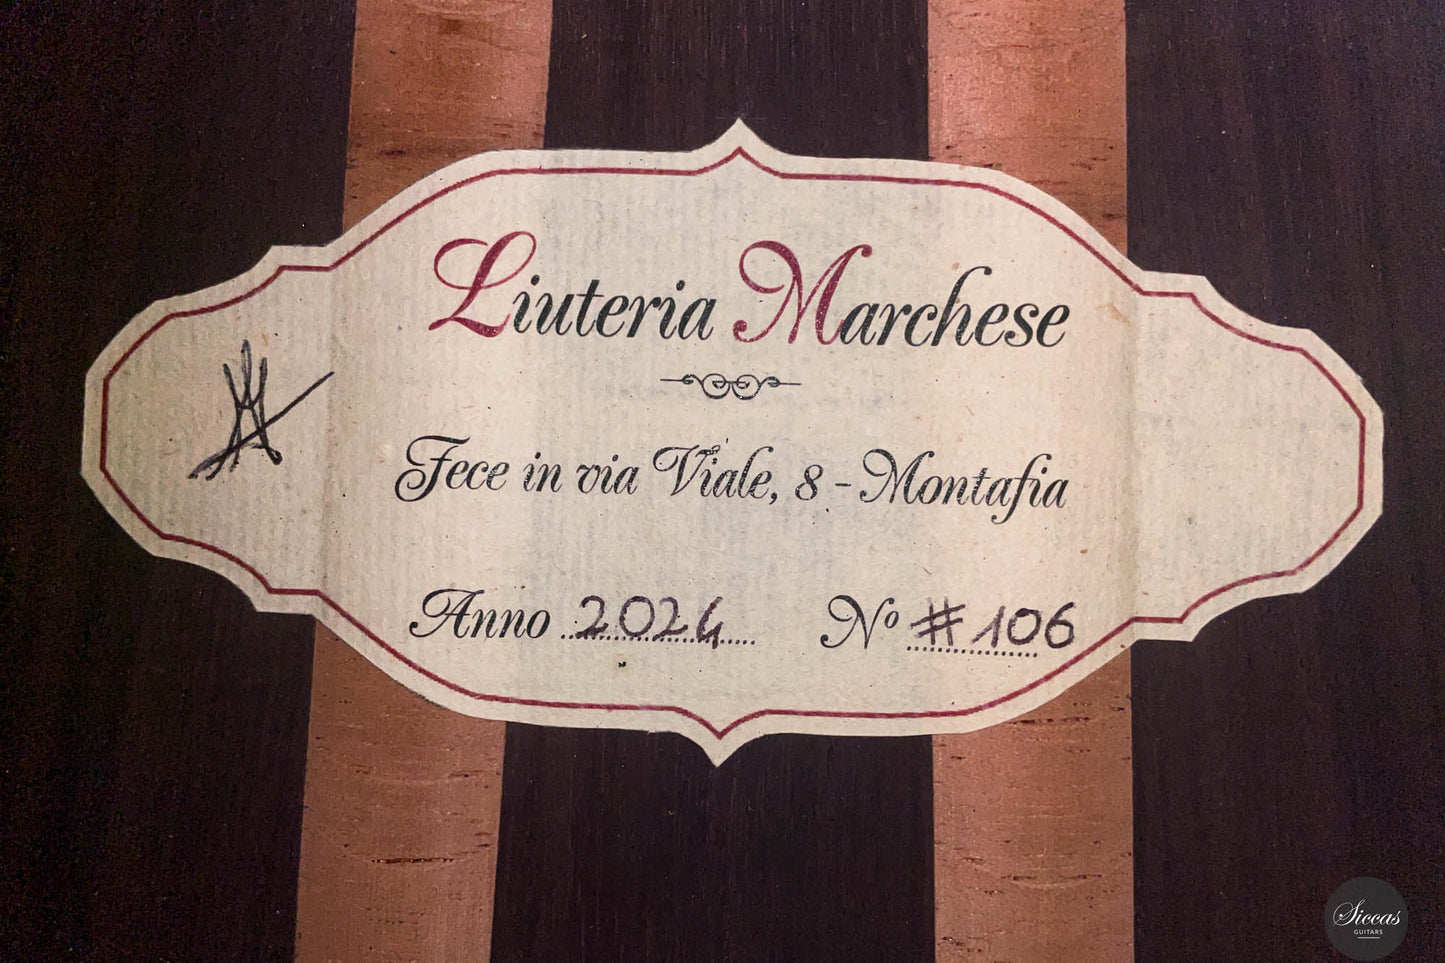 Liuteria Marchese
Fece in via Viale, 8 - Montafia
Anno 2024 Nº #106
Siccas
GUITARS